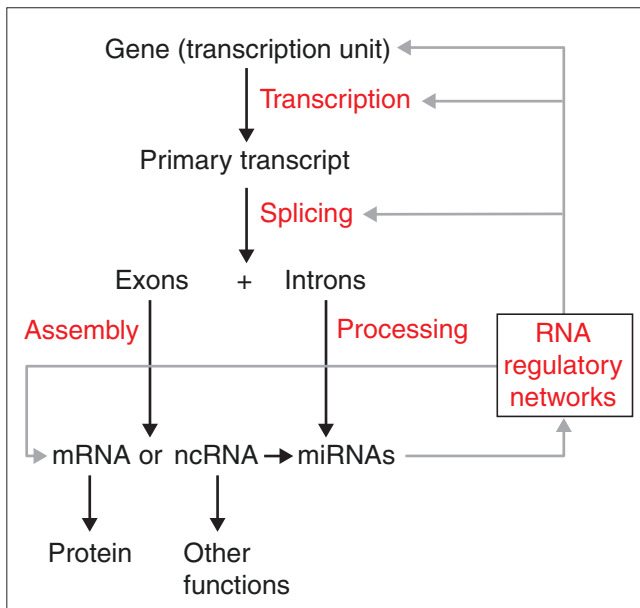 Gene (transcription unit)
Transcription
Primary transcript
Splicing
Exons + Introns
Assembly
Processing
RNA
regulatory
networks
mRNA or ncRNA miRNAs
Protein
Other
functions